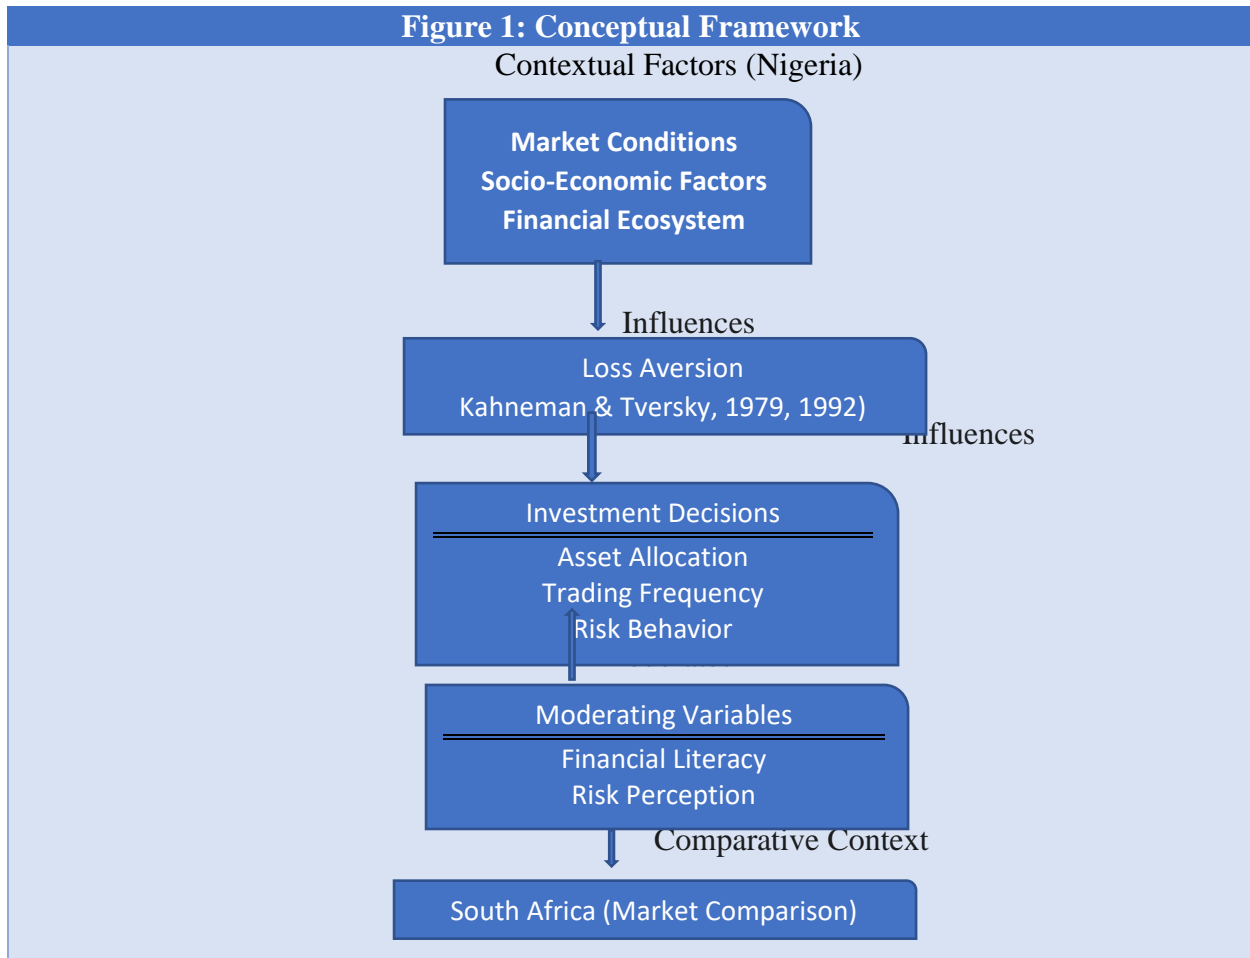 Figure 1: Conceptual Framework
Contextual Factors (Nigeria)
Market Conditions
Socio-Economic Factors
Financial Ecosystem
Influences
Loss Aversion
Kahneman & Tversky, 1979, 1992)
Influences
Investment Decisions
Asset Allocation
Trading Frequency
Risk Behavior
Moderating Variables
Financial Literacy
Risk Perception
Comparative Context
South Africa (Market Comparison)